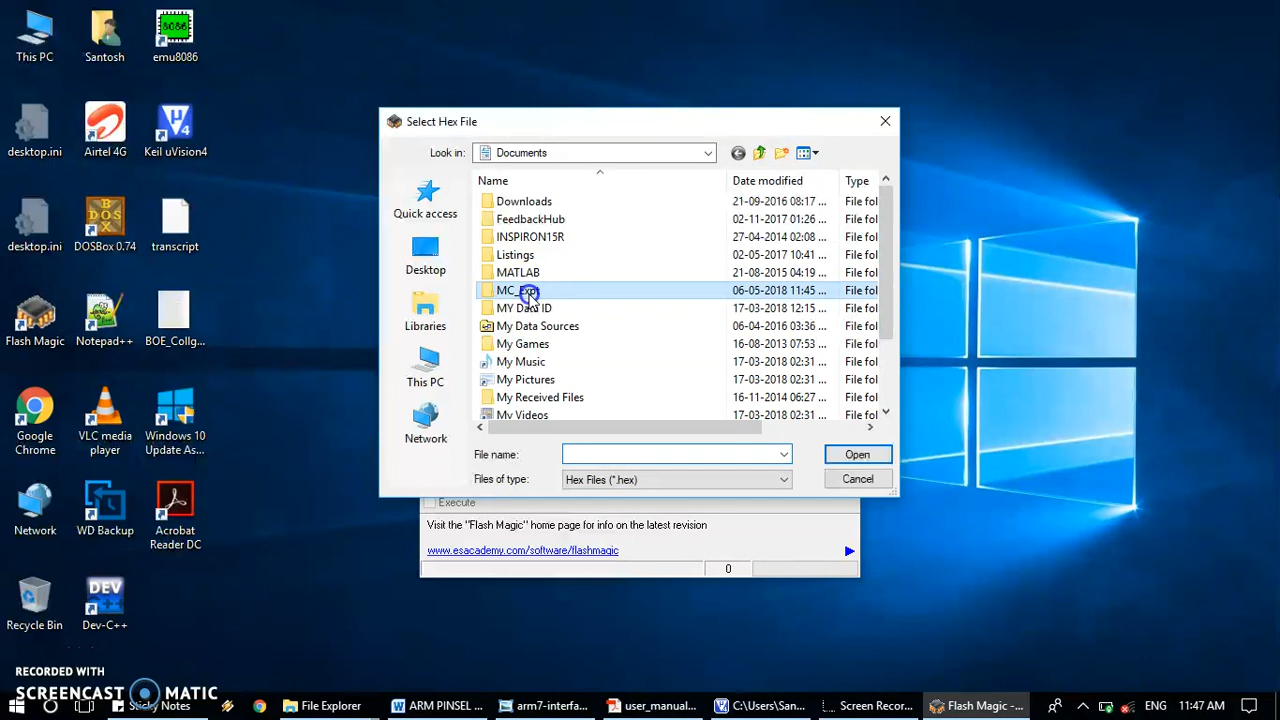 This PC
Santosh
emu8086
8086
desktop.ini
Airtel 4G
Keil uVision4
desktop.ini
DOSBox 0.74
transcript
Flash Magic
Notepad++
BOE_Collg...
Google Chrome
VLC media player
Windows 10 Update As...
Network
WD Backup
Acrobat Reader DC
Recycle Bin
Dev-C++
Select Hex File
Look in:
Documents
Quick access
Desktop
Libraries
This PC
Network
Name
Date modified
Type
Downloads
21-09-2016 08:17 ...
File fol
FeedbackHub
02-11-2017 01:26 ...
File fol
INSPIRON15R
27-04-2014 02:08 ...
File fol
Listings
02-05-2017 10:41 ...
File fol
MATLAB
21-08-2015 04:19 ...
File fol
06-05-2018 11:45 ...
File fol
MY Data ID
17-03-2018 12:15 ...
File fol
My Data Sources
06-04-2016 03:36 ...
File fol
My Games
16-08-2013 07:53 ...
File fol
My Music
17-03-2018 02:31 ...
File fol
My Pictures
17-03-2018 02:31 ...
File fol
My Received Files
16-11-2014 06:27 ...
File fol
My Videos
17-03-2018 02:31 ...
File fol
File name:
Open
Files of type:
Hex Files (*.hex)
Cancel
Execute
Visit the "Flash Magic" home page for info on the latest revision
www.esacademy.com/software/flashmagic
0
RECORDED WITH
SCREENCAST MATIC
Sticky Notes
File Explorer
ARM PINSEL ...
arm7-interfa...
user_manual...
C:\Users\San...
Screen Recor...
Flash Magic -...
ENG
11:47 AM